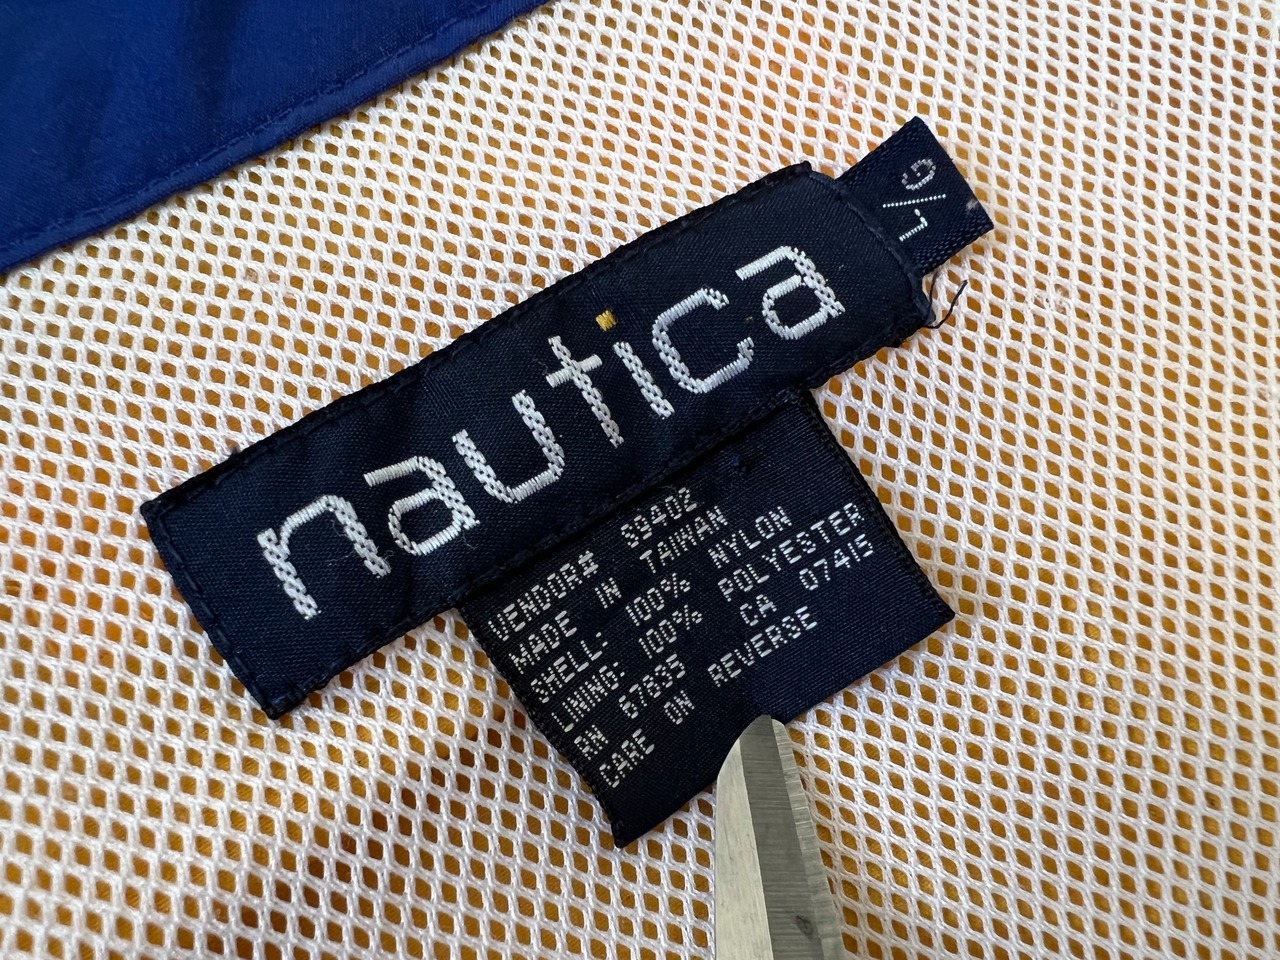 nautica
L/G
VENDOR# 59402
MADE IN TAIWAN
SHELL: 100% NYLON
LINING: 100% POLYESTER
RN 67835 CA 07415
CARE ON REVERSE